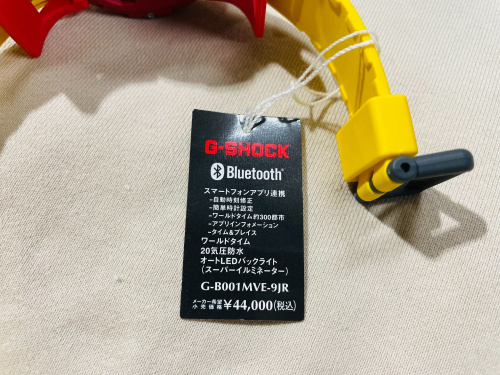 G-SHOCK
Bluetooth®
スマートフォンアプリ連携
-自動時刻修正
-簡単時計設定
-ワールドタイム約300都市
-アプリインフォメーション
-タイム&プレイス
ワールドタイム
20気圧防水
オートLEDバックライト
(スーパーイルミネーター)
G-B001MVE-9JR
メーカー希望小売価格 ¥44,000(税込)